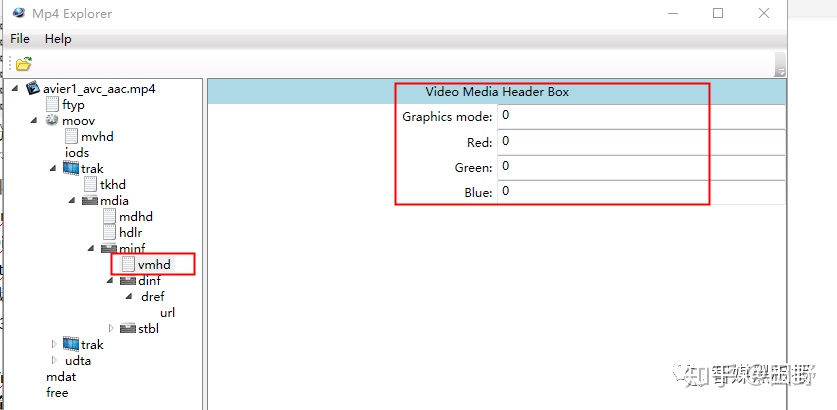 Mp4 Explorer
File Help
avier1_avc_aac.mp4
ftyp
moov
mvhd
iods
trak
tkhd
mdia
mdhd
hdlr
minf
vmhd
dinf
dref
url
stbl
trak
udta
mdat
free
Video Media Header Box
Graphics mode: 0
Red: 0
Green: 0
Blue: 0
知乎 @田野